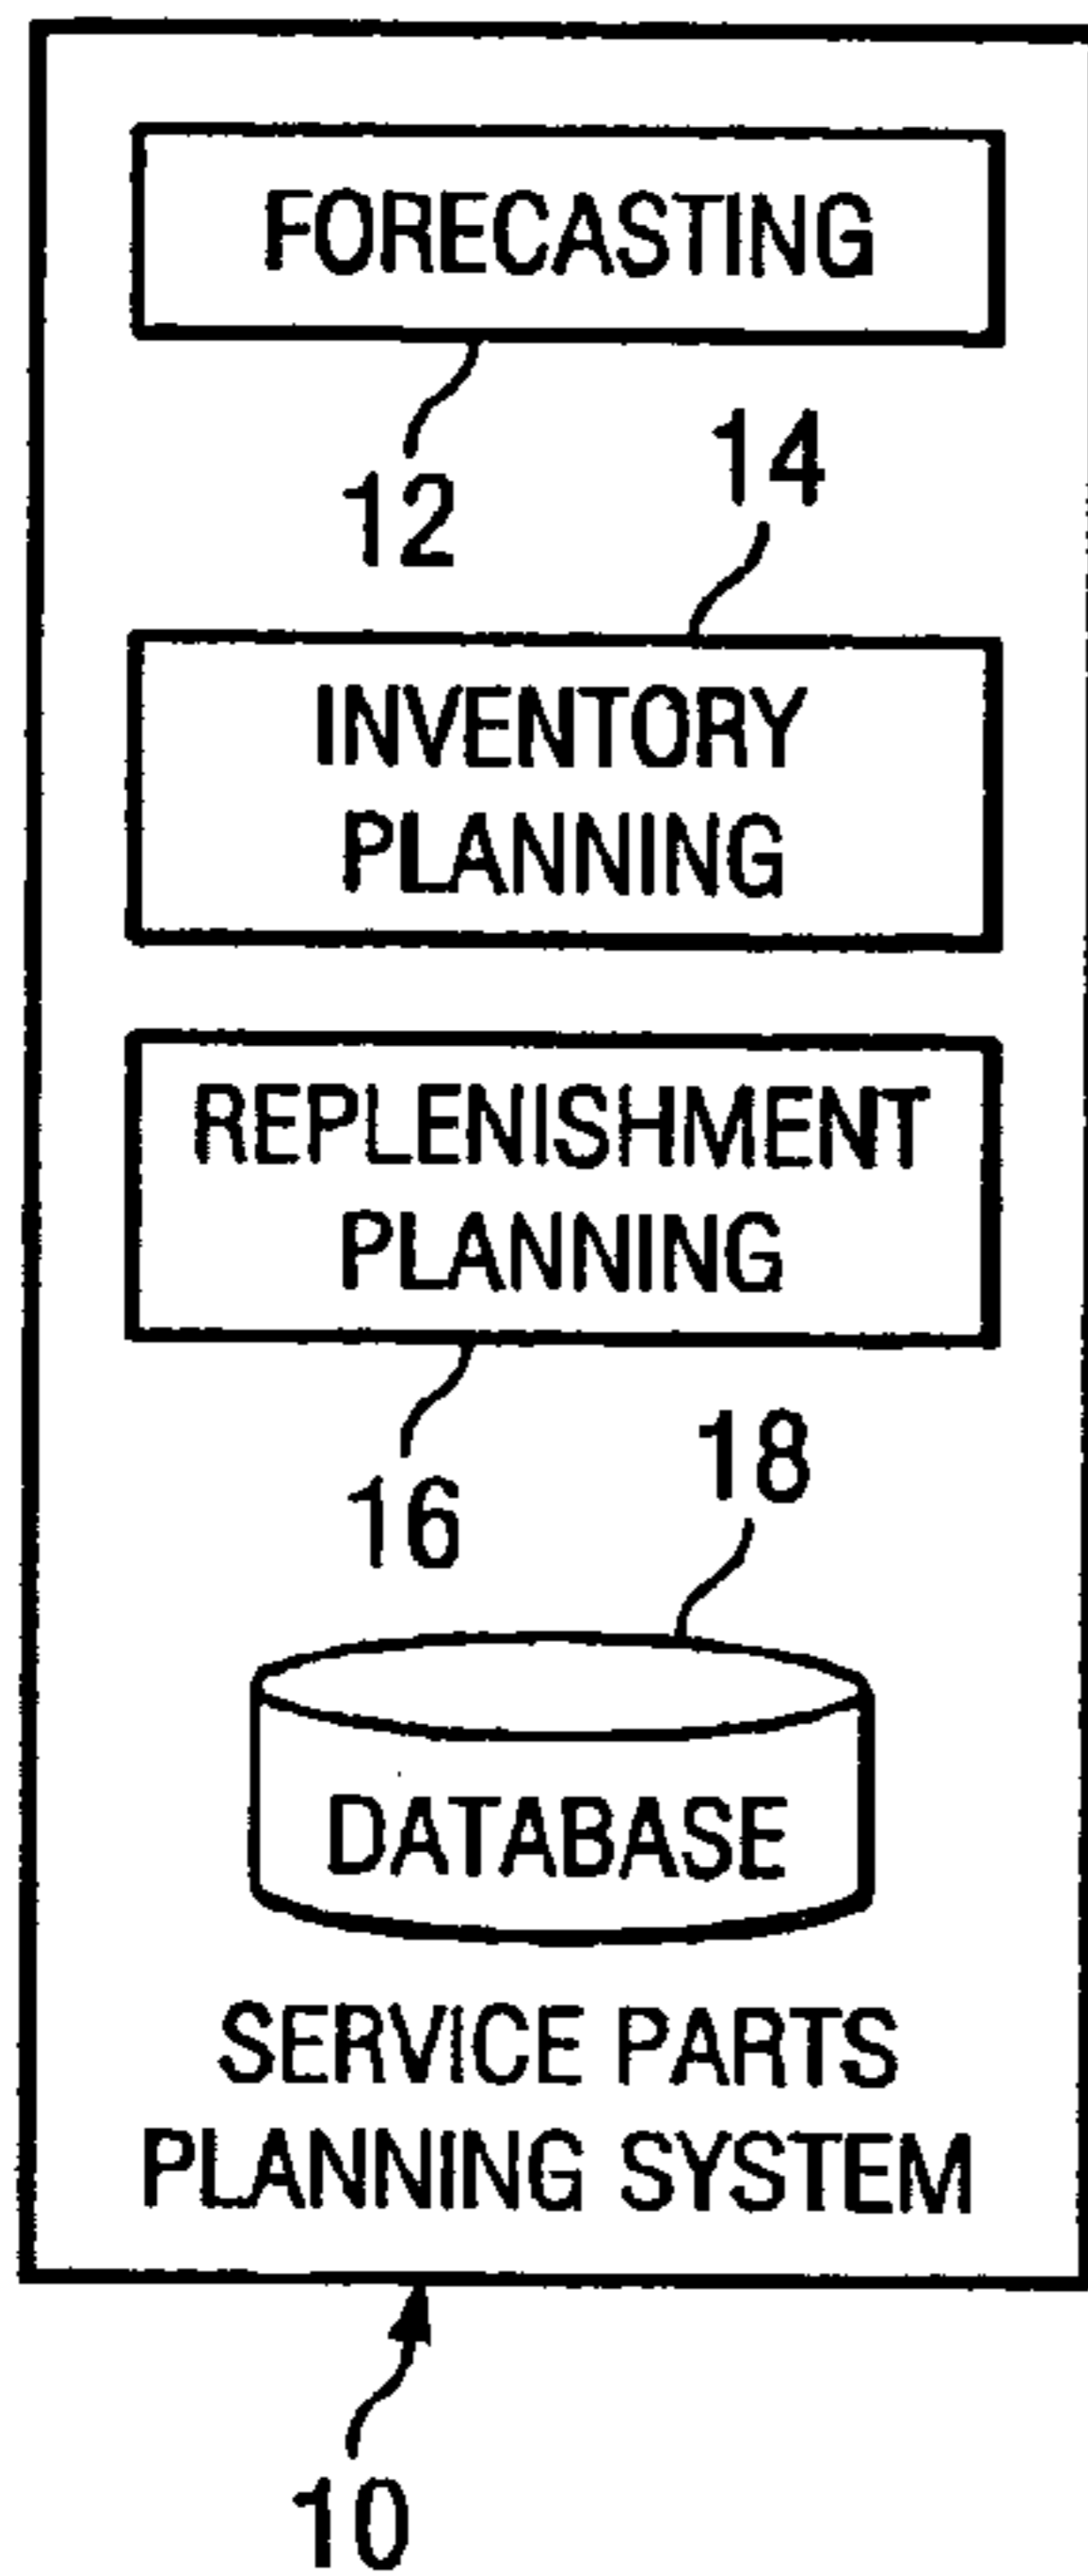 FORECASTING
12
14
INVENTORY
PLANNING
REPLENISHMENT
PLANNING
16
18
DATABASE
SERVICE PARTS
PLANNING SYSTEM
10